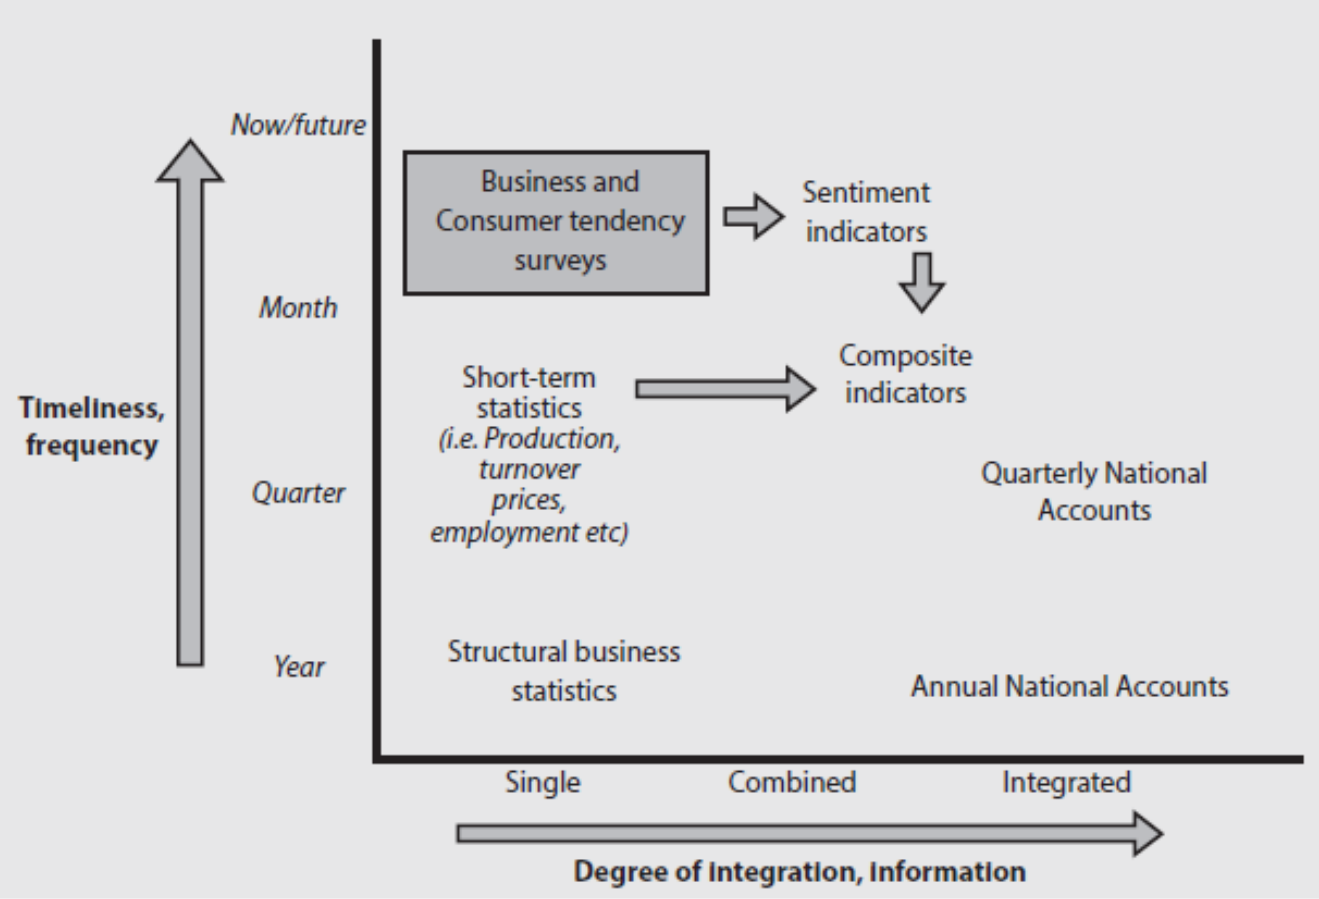 Now/future
Business and
Consumer tendency
surveys
Sentiment
indicators
Month
Composite
indicators
Short-term
statistics
(i.e. Production,
turnover
prices,
employment etc)
Timeliness,
frequency
Quarter
Quarterly National
Accounts
Year
Structural business
statistics
Annual National Accounts
Single
Combined
Integrated
Degree of integration, information